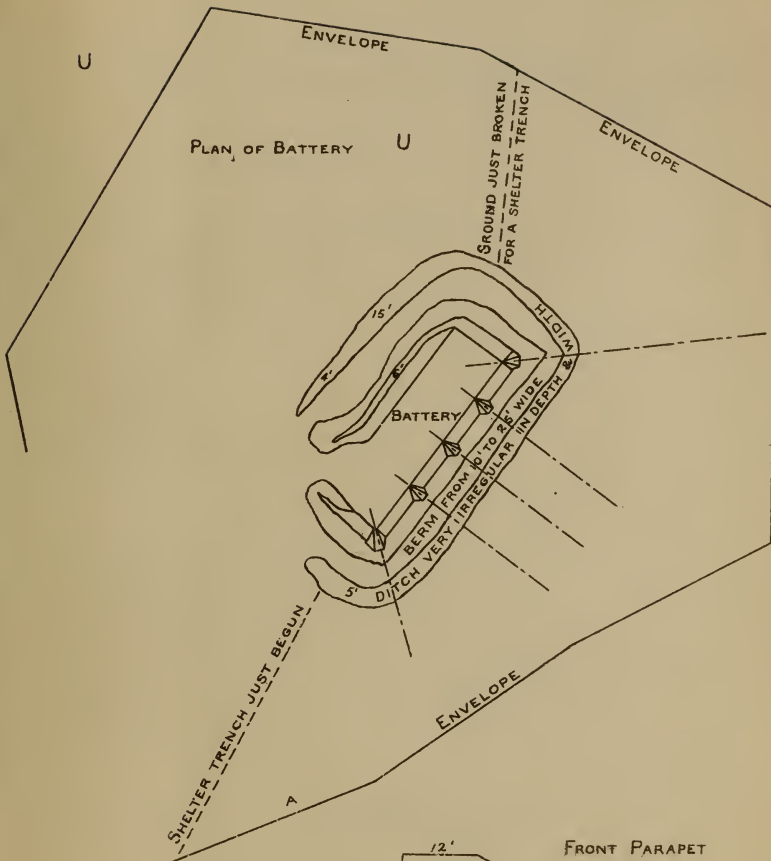 ENVELOPE
U
PLAN OF BATTERY
U
ENVELOPE
GROUND JUST BROKEN
FOR A SHELTER TRENCH
15'
4'
6'
BATTERY
BERM FROM 10' TO 25' WIDE
DITCH VERY IRREGULAR IN DEPTH & WIDTH
5'
SHELTER TRENCH JUST BEGUN
ENVELOPE
A
12'
FRONT PARAPET